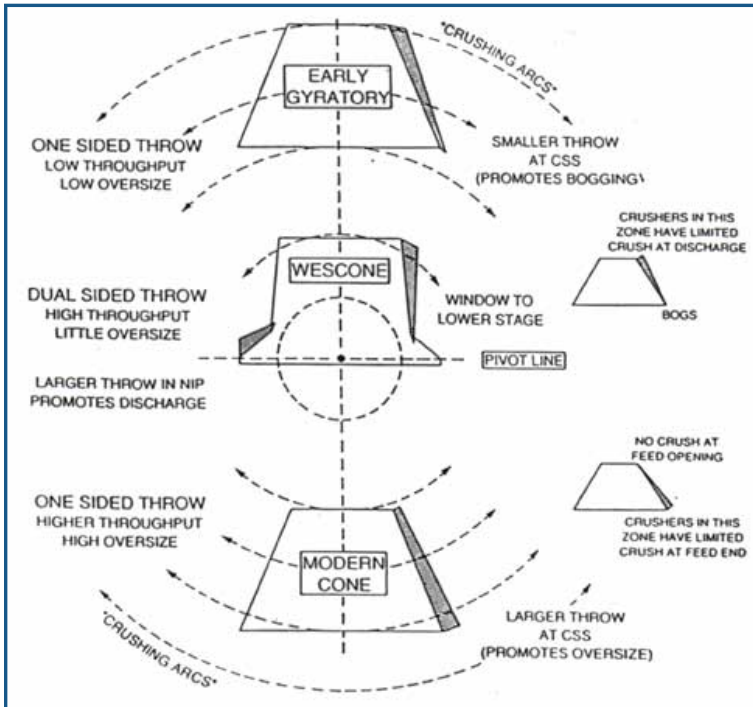 "CRUSHING ARCS"
EARLY
GYRATORY
ONE SIDED THROW
LOW THROUGHPUT
LOW OVERSIZE
SMALLER THROW
AT CSS
(PROMOTES BOGGING\
CRUSHERS IN THIS
ZONE HAVE LIMITED
CRUSH AT DISCHARGE
BOGS
WESCONE
DUAL SIDED THROW
HIGH THROUGHPUT
LITTLE OVERSIZE
WINDOW TO
LOWER STAGE
PIVOT LINE
LARGER THROW IN NIP
PROMOTES DISCHARGE
NO CRUSH AT
FEED OPENING
ONE SIDED THROW
HIGHER THROUGHPUT
HIGH OVERSIZE
CRUSHERS IN THIS
ZONE HAVE LIMITED
CRUSH AT FEED END
MODERN
CONE
LARGER THROW
AT CSS
(PROMOTES OVERSIZE)
"CRUSHING ARCS"